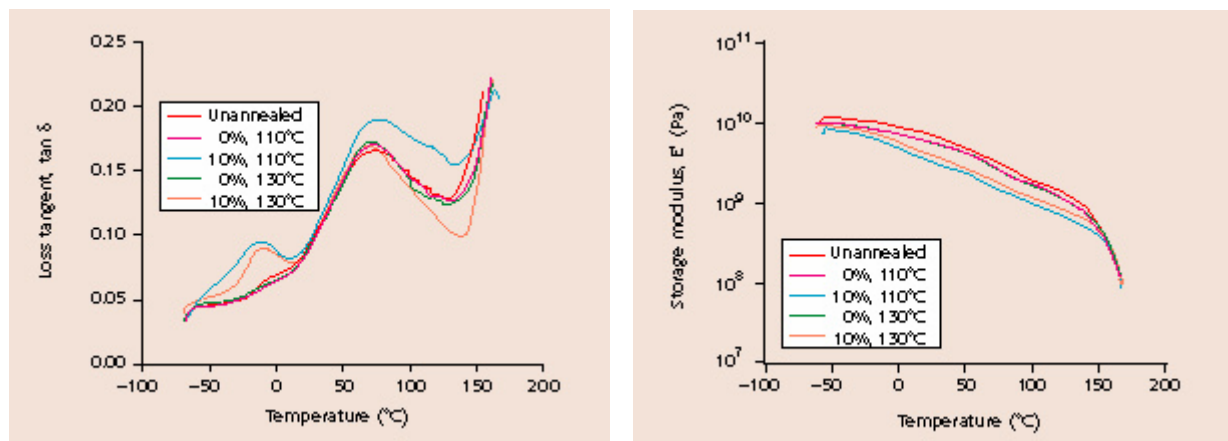 Loss tangent, tan δ
0.25
0.20
0.15
0.10
0.05
0.00
Unannealed
0%, 110°C
10%, 110°C
0%, 130°C
10%, 130°C
−100
−50
0
50
100
150
200
Temperature (°C)
Storage modulus, E' (Pa)
10¹¹
10¹⁰
10⁹
10⁸
10⁷
Unannealed
0%, 110°C
10%, 110°C
0%, 130°C
10%, 130°C
−100
−50
0
50
100
150
200
Temperature (°C)